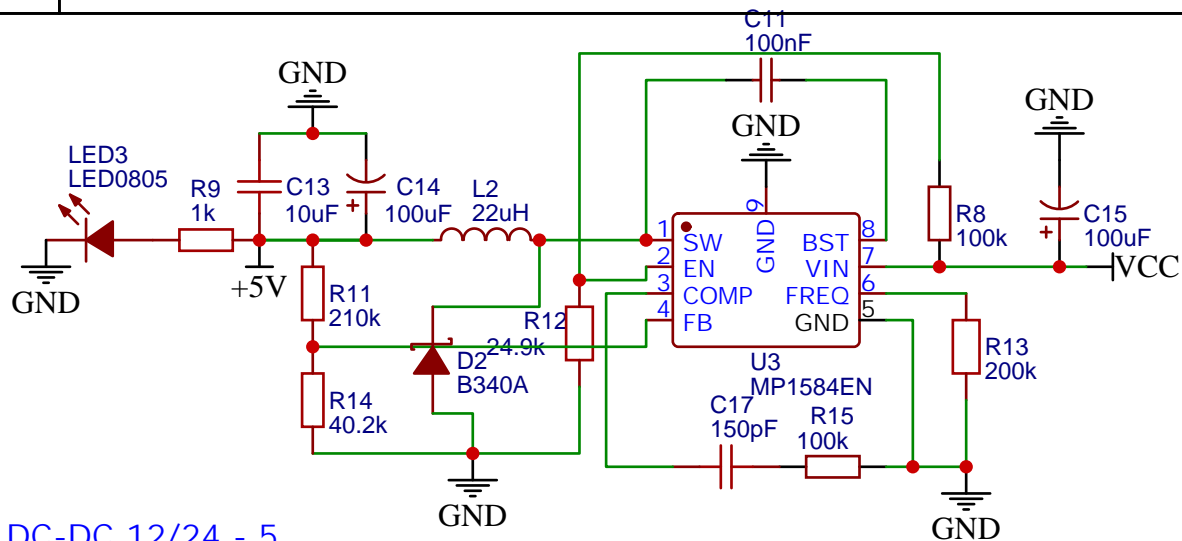 C11
100nF
GND
GND
GND
LED3
LED0805
R9
1k
C13
10uF
C14
100uF
L2
22uH
R8
100k
C15
100uF
9
GND
1
SW
2
EN
3
COMP
4
FB
BST
8
VIN
7
FREQ
6
GND
5
VCC
GND
+5V
R11
210k
R12
24.9k
D2
B340A
U3
MP1584EN
R13
200k
R14
40.2k
C17
150pF
R15
100k
GND
GND
DC-DC 12/24 - 5